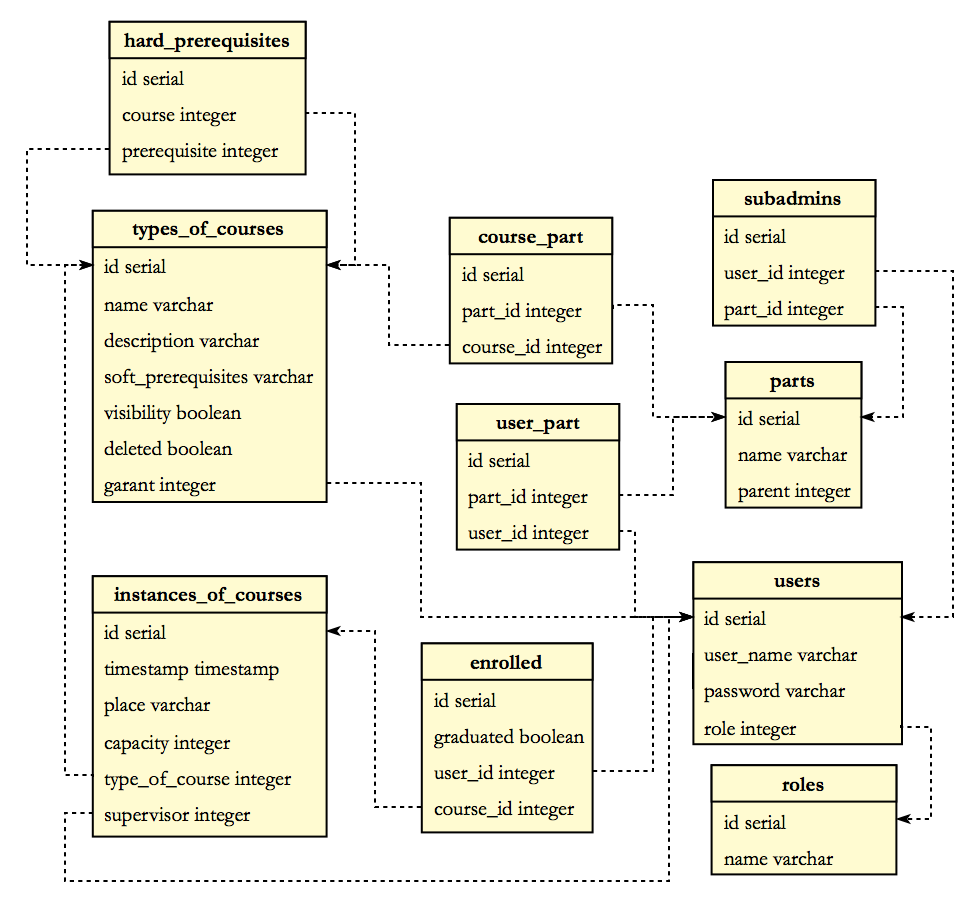 hard_prerequisites
id serial
course integer
prerequisite integer
types_of_courses
id serial
name varchar
description varchar
soft_prerequisites varchar
visibility boolean
deleted boolean
garant integer
instances_of_courses
id serial
timestamp timestamp
place varchar
capacity integer
type_of_course integer
supervisor integer
course_part
id serial
part_id integer
course_id integer
user_part
id serial
part_id integer
user_id integer
enrolled
id serial
graduated boolean
user_id integer
course_id integer
subadmins
id serial
user_id integer
part_id integer
parts
id serial
name varchar
parent integer
users
id serial
user_name varchar
password varchar
role integer
roles
id serial
name varchar